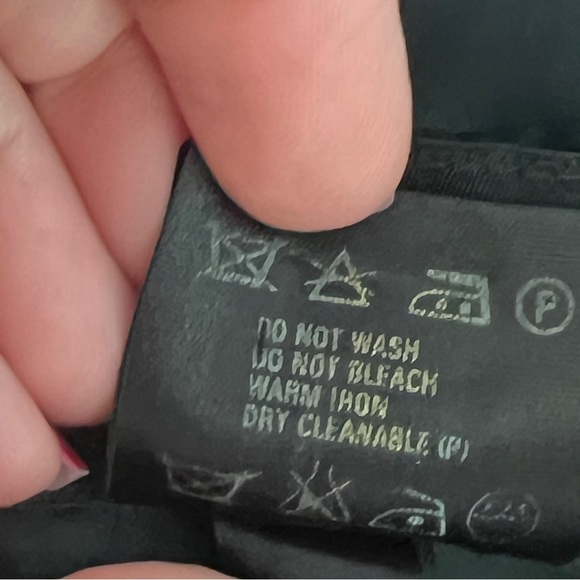 P
DO NOT WASH
DO NOT BLEACH
WARM IRON
DRY CLEANABLE (P)